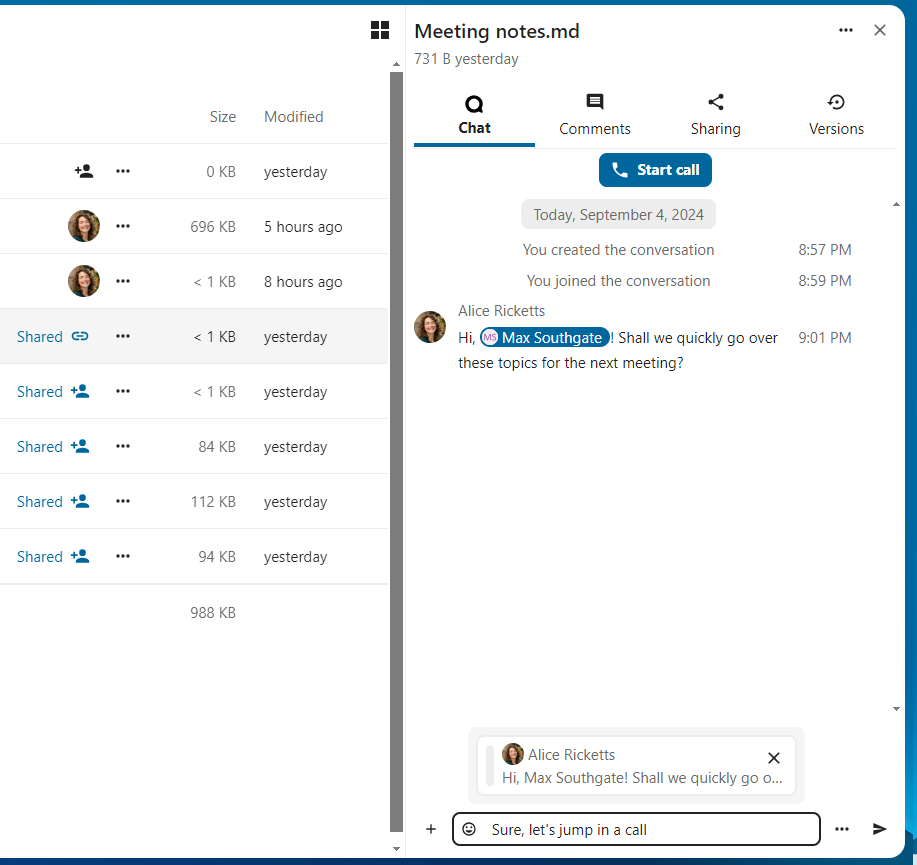 Meeting notes.md
731 B yesterday
Chat
Comments
Sharing
Versions
Size Modified
0 KB yesterday
696 KB 5 hours ago
< 1 KB 8 hours ago
Shared < 1 KB yesterday
Shared < 1 KB yesterday
Shared 84 KB yesterday
Shared 112 KB yesterday
Shared 94 KB yesterday
988 KB
Start call
Today, September 4, 2024
You created the conversation 8:57 PM
You joined the conversation 8:59 PM
Alice Ricketts
Hi, MS Max Southgate ! Shall we quickly go over 9:01 PM
these topics for the next meeting?
Alice Ricketts
Hi, Max Southgate! Shall we quickly go o...
Sure, let's jump in a call